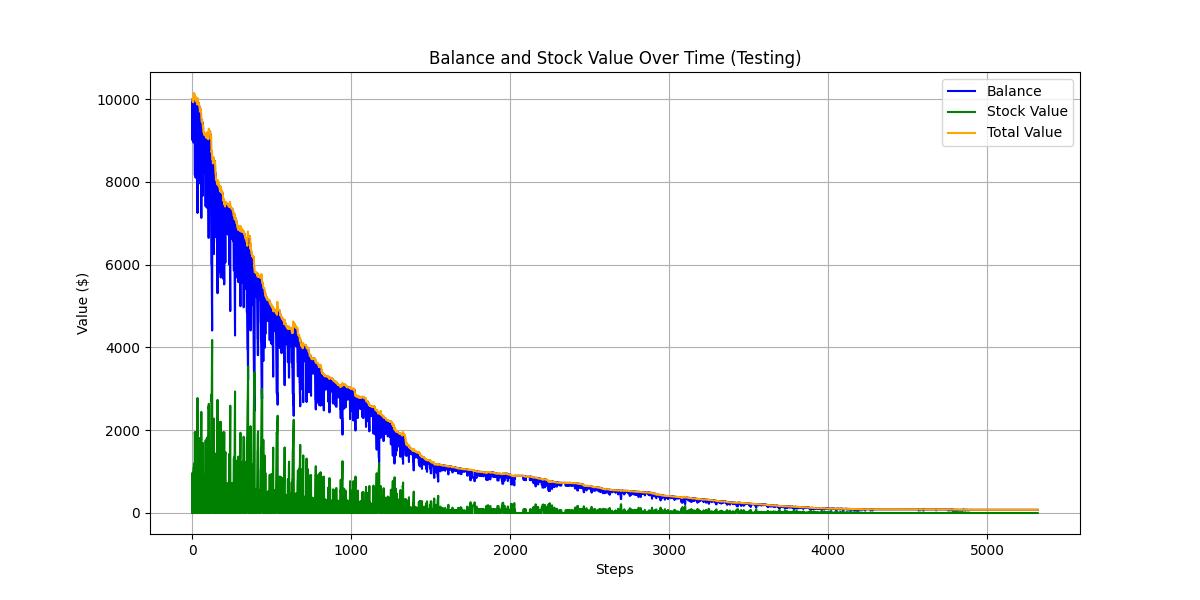 Balance and Stock Value Over Time (Testing)
Balance
Stock Value
Total Value
Value ($)
10000
8000
6000
4000
2000
0
0 1000 2000 3000 4000 5000
Steps